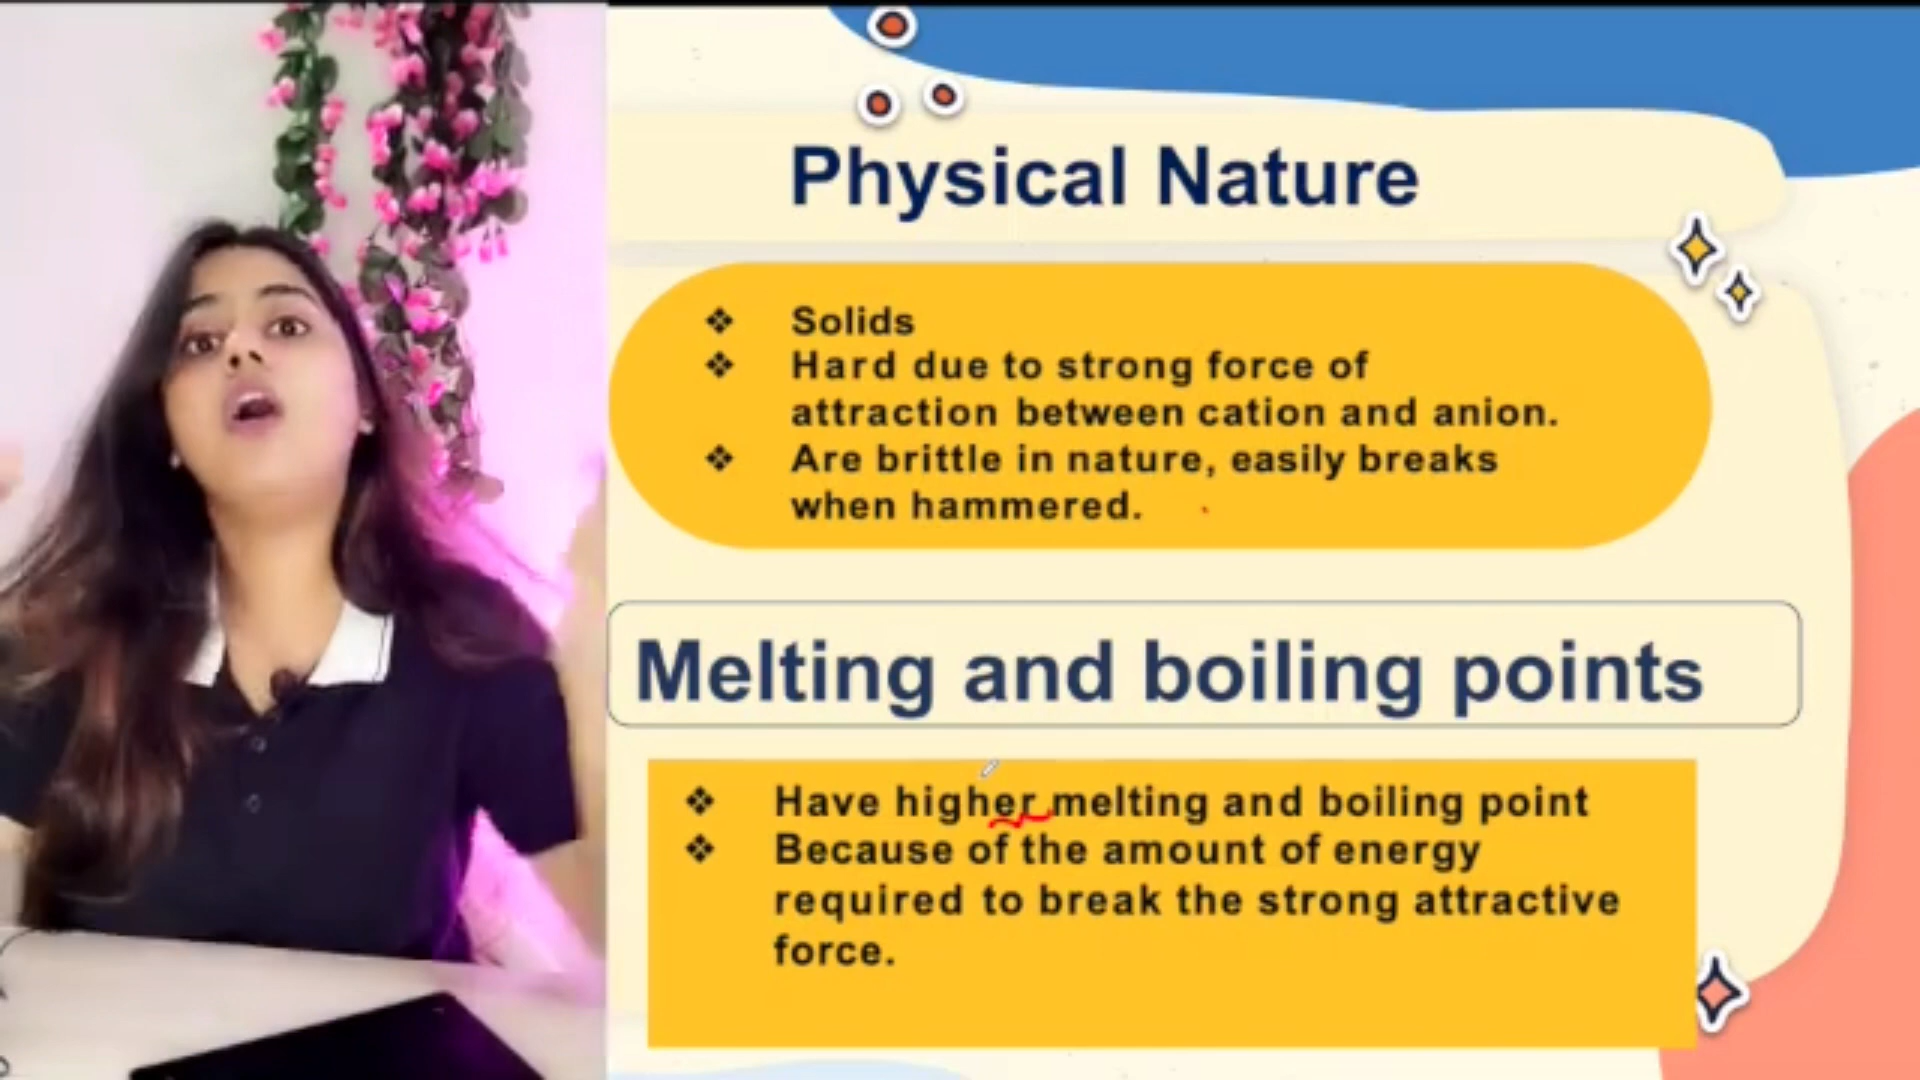 Physical Nature
❖ Solids
❖ Hard due to strong force of
attraction between cation and anion.
❖ Are brittle in nature, easily breaks
when hammered.
Melting and boiling points
❖ Have higher melting and boiling point
❖ Because of the amount of energy
required to break the strong attractive
force.